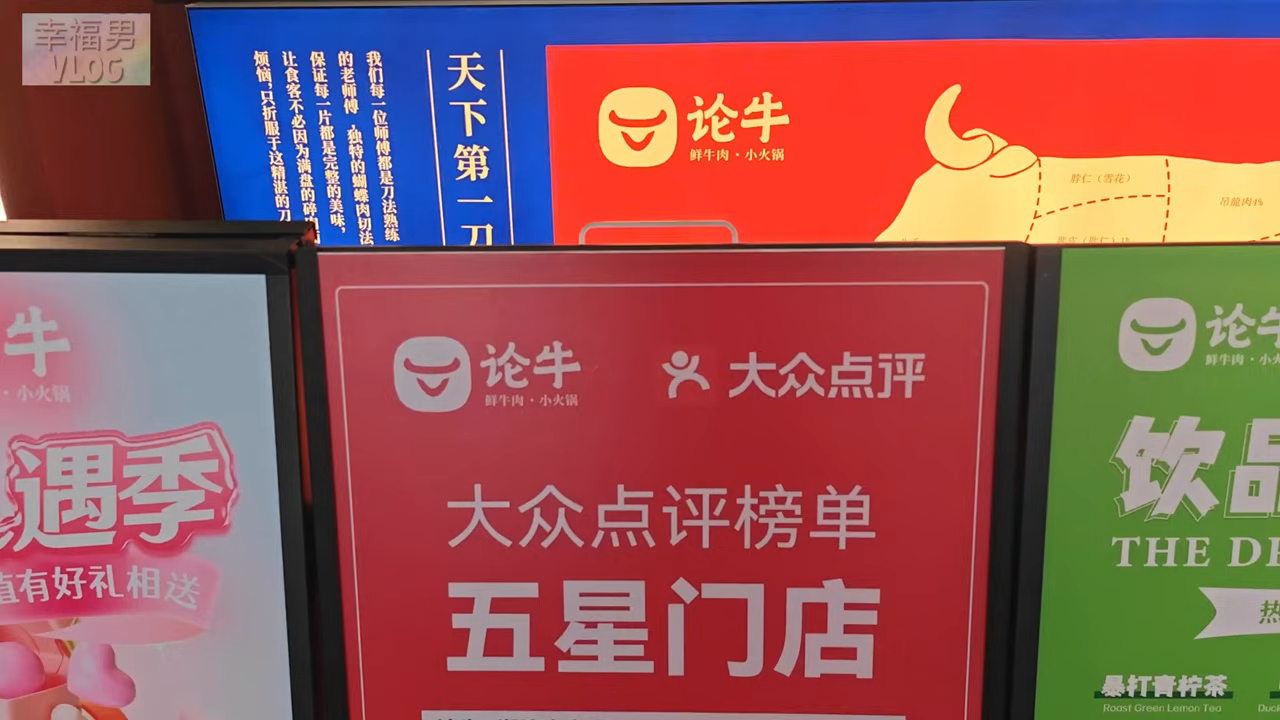 幸福男
VLOG
天下第一刀
我们每一位师傅都是刀法熟练
的老师傅,独特的蝴蝶肉切法
保证每一片都是完整的美味,
让食客不必因为满盘的碎肉
烦恼,只折服于这精湛的刀
论牛
鲜牛肉·小火锅
脖仁(雪花)
吊龍肉4%
牛
·小火锅
遇季
值有好礼相送
论牛
鲜牛肉·小火锅
大众点评
大众点评榜单
五星门店
论牛
鲜牛肉·小火
饮品
THE DR
热
暴打青柠茶
Roast Green Lemon Tea